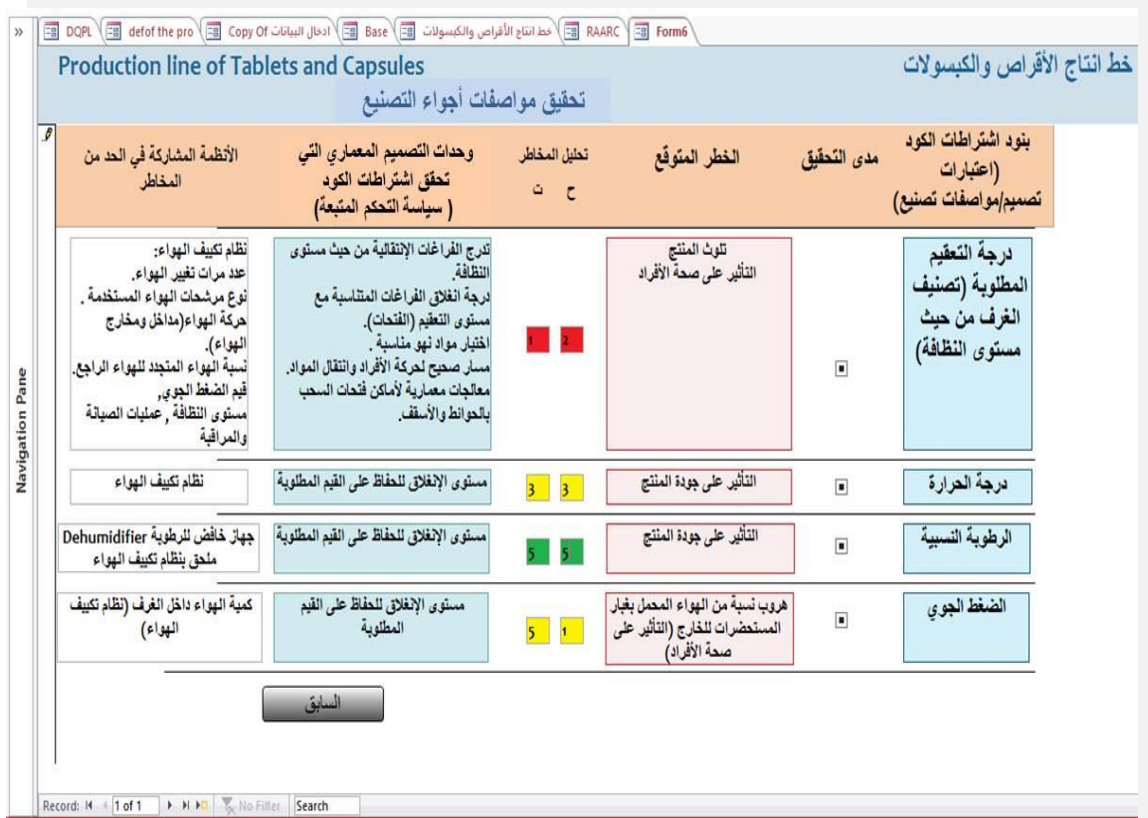 DQPL
defof the pro
Copy Of ادخال البيانات
Base
خط انتاج الأقراص والكبسولات
RAARC
Form6
Production line of Tablets and Capsules
خط انتاج الأقراص والكبسولات
تحقيق مواصفات أجواء التصنيع
بنود اشتراطات الكود
(اعتبارات
تصميم/مواصفات تصنيع)
مدى التحقيق
الخطر المتوقع
تحليل المخاطر
ح ت
وحدات التصميم المعماري التي
تحقق اشتراطات الكود
( سياسة التحكم المتبعة)
الأنظمة المشاركة في الحد من
المخاطر
درجة التعقيم
المطلوبة (تصنيف
الغرف من حيث
مستوى النظافة)
تلوث المنتج
التأثير على صحة الأفراد
2 1
تدرج الفراغات الإنتقالية من حيث مستوى
النظافة.
درجة انغلاق الفراغات المتناسبة مع
مستوى التعقيم (الفتحات).
اختيار مواد نهو مناسبة .
مسار صحيح لحركة الأفراد وانتقال المواد.
معالجات معمارية لأماكن فتحات السحب
بالحوائط والأسقف.
نظام تكييف الهواء:
عدد مرات تغيير الهواء.
نوع مرشحات الهواء المستخدمة .
حركة الهواء(مداخل ومخارج
الهواء).
نسبة الهواء المتجدد للهواء الراجع.
قيم الضغط الجوي,
مستوى النظافة , عمليات الصيانة
والمراقبة
درجة الحرارة
التأثير على جودة المنتج
3 3
مستوى الإنغلاق للحفاظ على القيم المطلوبة
نظام تكييف الهواء
الرطوبة النسبية
التأثير على جودة المنتج
5 5
مستوى الإنغلاق للحفاظ على القيم المطلوبة
جهاز خافض للرطوبة Dehumidifier
ملحق بنظام تكييف الهواء
الضغط الجوي
هروب نسبة من الهواء المحمل بغبار
المستحضرات للخارج (التأثير على
صحة الأفراد)
1 5
مستوى الإنغلاق للحفاظ على القيم
المطلوبة
كمية الهواء داخل الغرف (نظام تكييف
الهواء)
السابق
Navigation Pane
Record: 1 of 1 No Filter Search